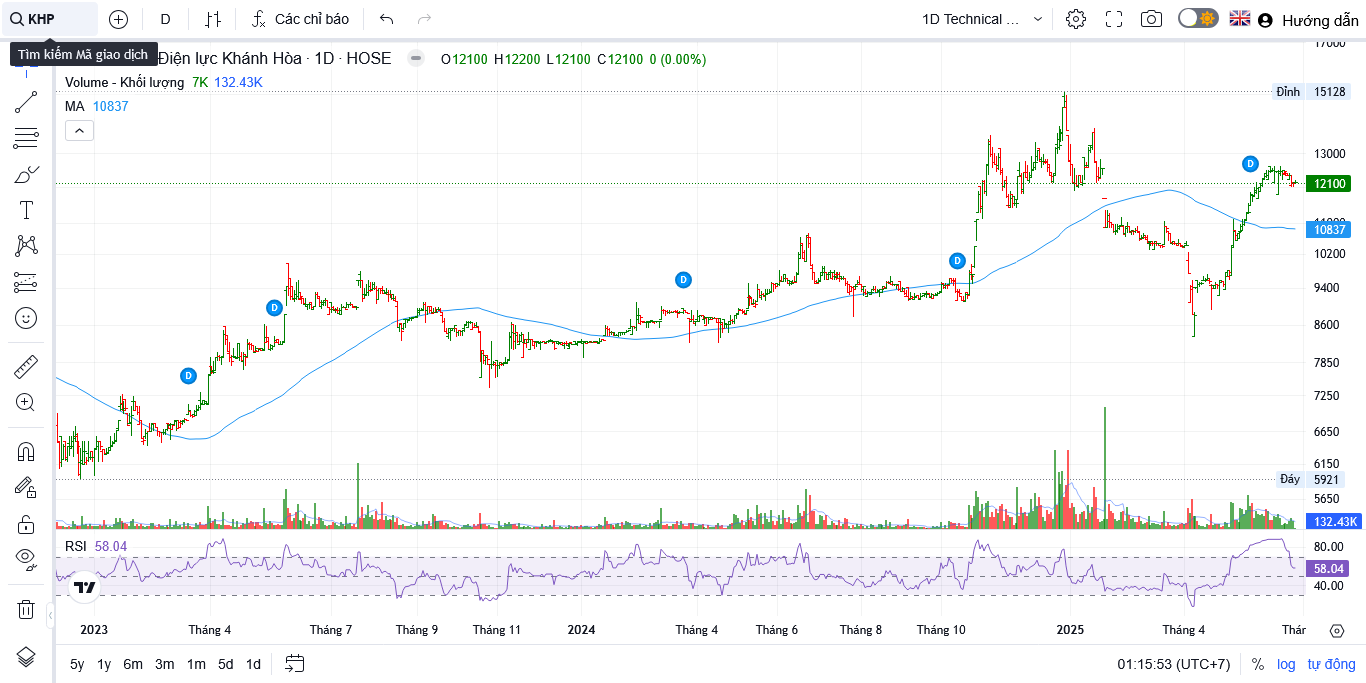 KHP
D
Các chỉ báo
1D Technical ...
Hướng dẫn
Tìm kiếm Mã giao dịch
Điện lực Khánh Hòa · 1D · HOSE
O12100 H12200 L12100 C12100 0 (0.00%)
Volume - Khối lượng 7K 132.43K
MA 10837
17000
Đỉnh 15128
13000
12100
11000
10837
10200
9400
8600
7850
7250
6650
6150
Đáy 5921
5650
132.43K
D
D
D
D
D
RSI 58.04
80.00
58.04
40.00
2023 Tháng 4 Tháng 7 Tháng 9 Tháng 11 2024 Tháng 4 Tháng 6 Tháng 8 Tháng 10 2025 Tháng 4 Thár
5y 1y 6m 3m 1m 5d 1d
01:15:53 (UTC+7) % log tự động